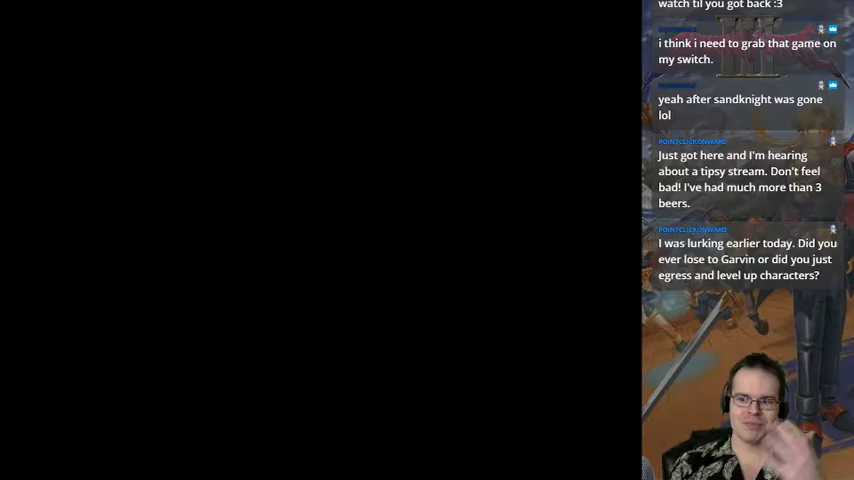 watch til you got back :3
III
i think i need to grab that game on
my switch.
yeah after sandknight was gone
lol
POINTCLICKONWARD
Just got here and I'm hearing
about a tipsy stream. Don't feel
bad! I've had much more than 3
beers.
POINTCLICKONWARD
I was lurking earlier today. Did you
ever lose to Garvin or did you just
egress and level up characters?